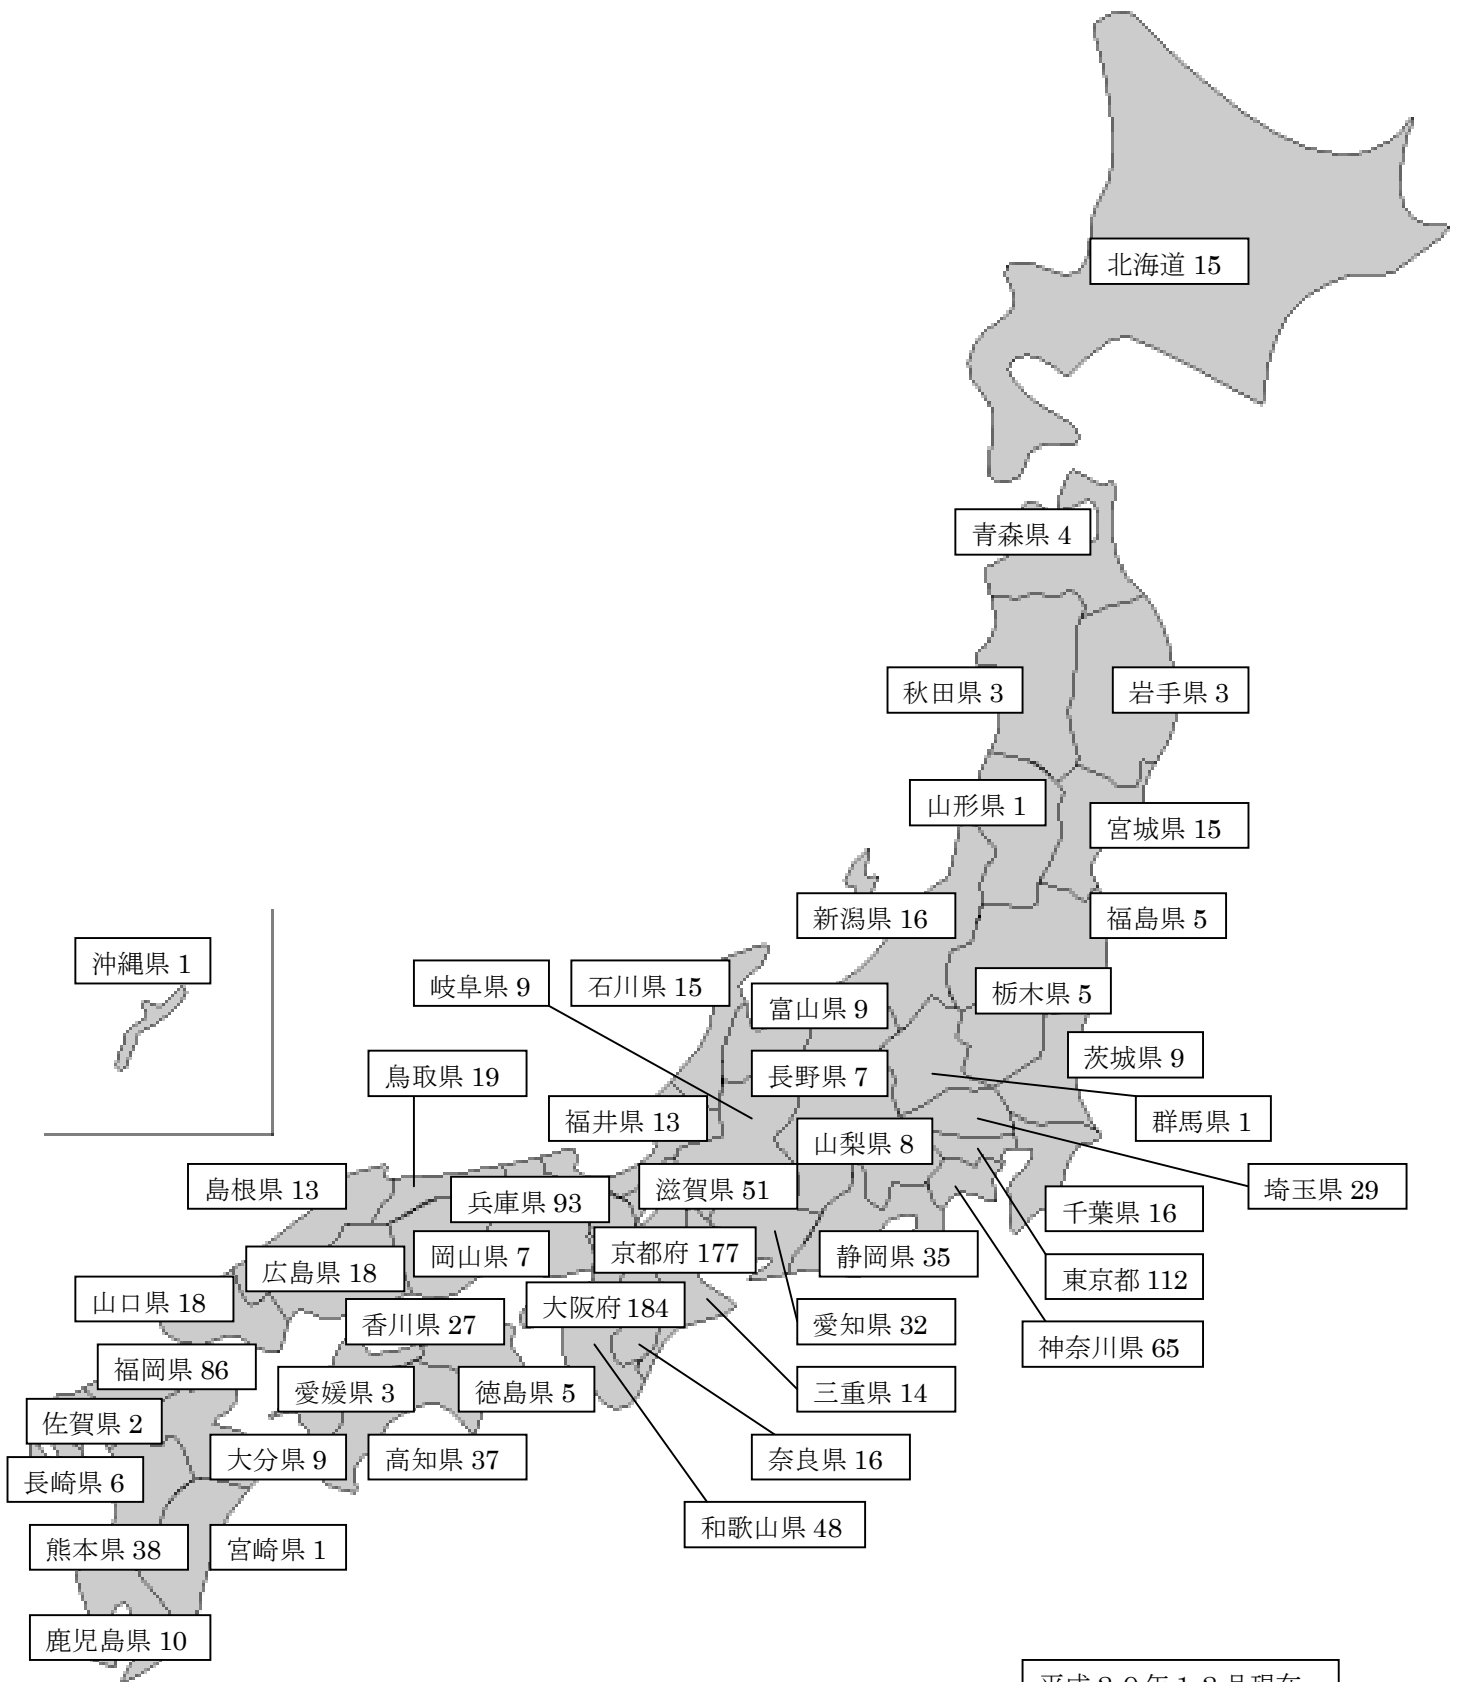 北海道 15
青森県 4
秋田県 3
岩手県 3
山形県 1
宮城県 15
新潟県 16
福島県 5
沖縄県 1
岐阜県 9
石川県 15
富山県 9
栃木県 5
鳥取県 19
長野県 7
茨城県 9
福井県 13
山梨県 8
群馬県 1
島根県 13
兵庫県 93
滋賀県 51
千葉県 16
埼玉県 29
広島県 18
岡山県 7
京都府 177
静岡県 35
東京都 112
山口県 18
香川県 27
大阪府 184
愛知県 32
神奈川県 65
福岡県 86
愛媛県 3
徳島県 5
三重県 14
佐賀県 2
大分県 9
高知県 37
奈良県 16
長崎県 6
和歌山県 48
熊本県 38
宮崎県 1
鹿児島県 10